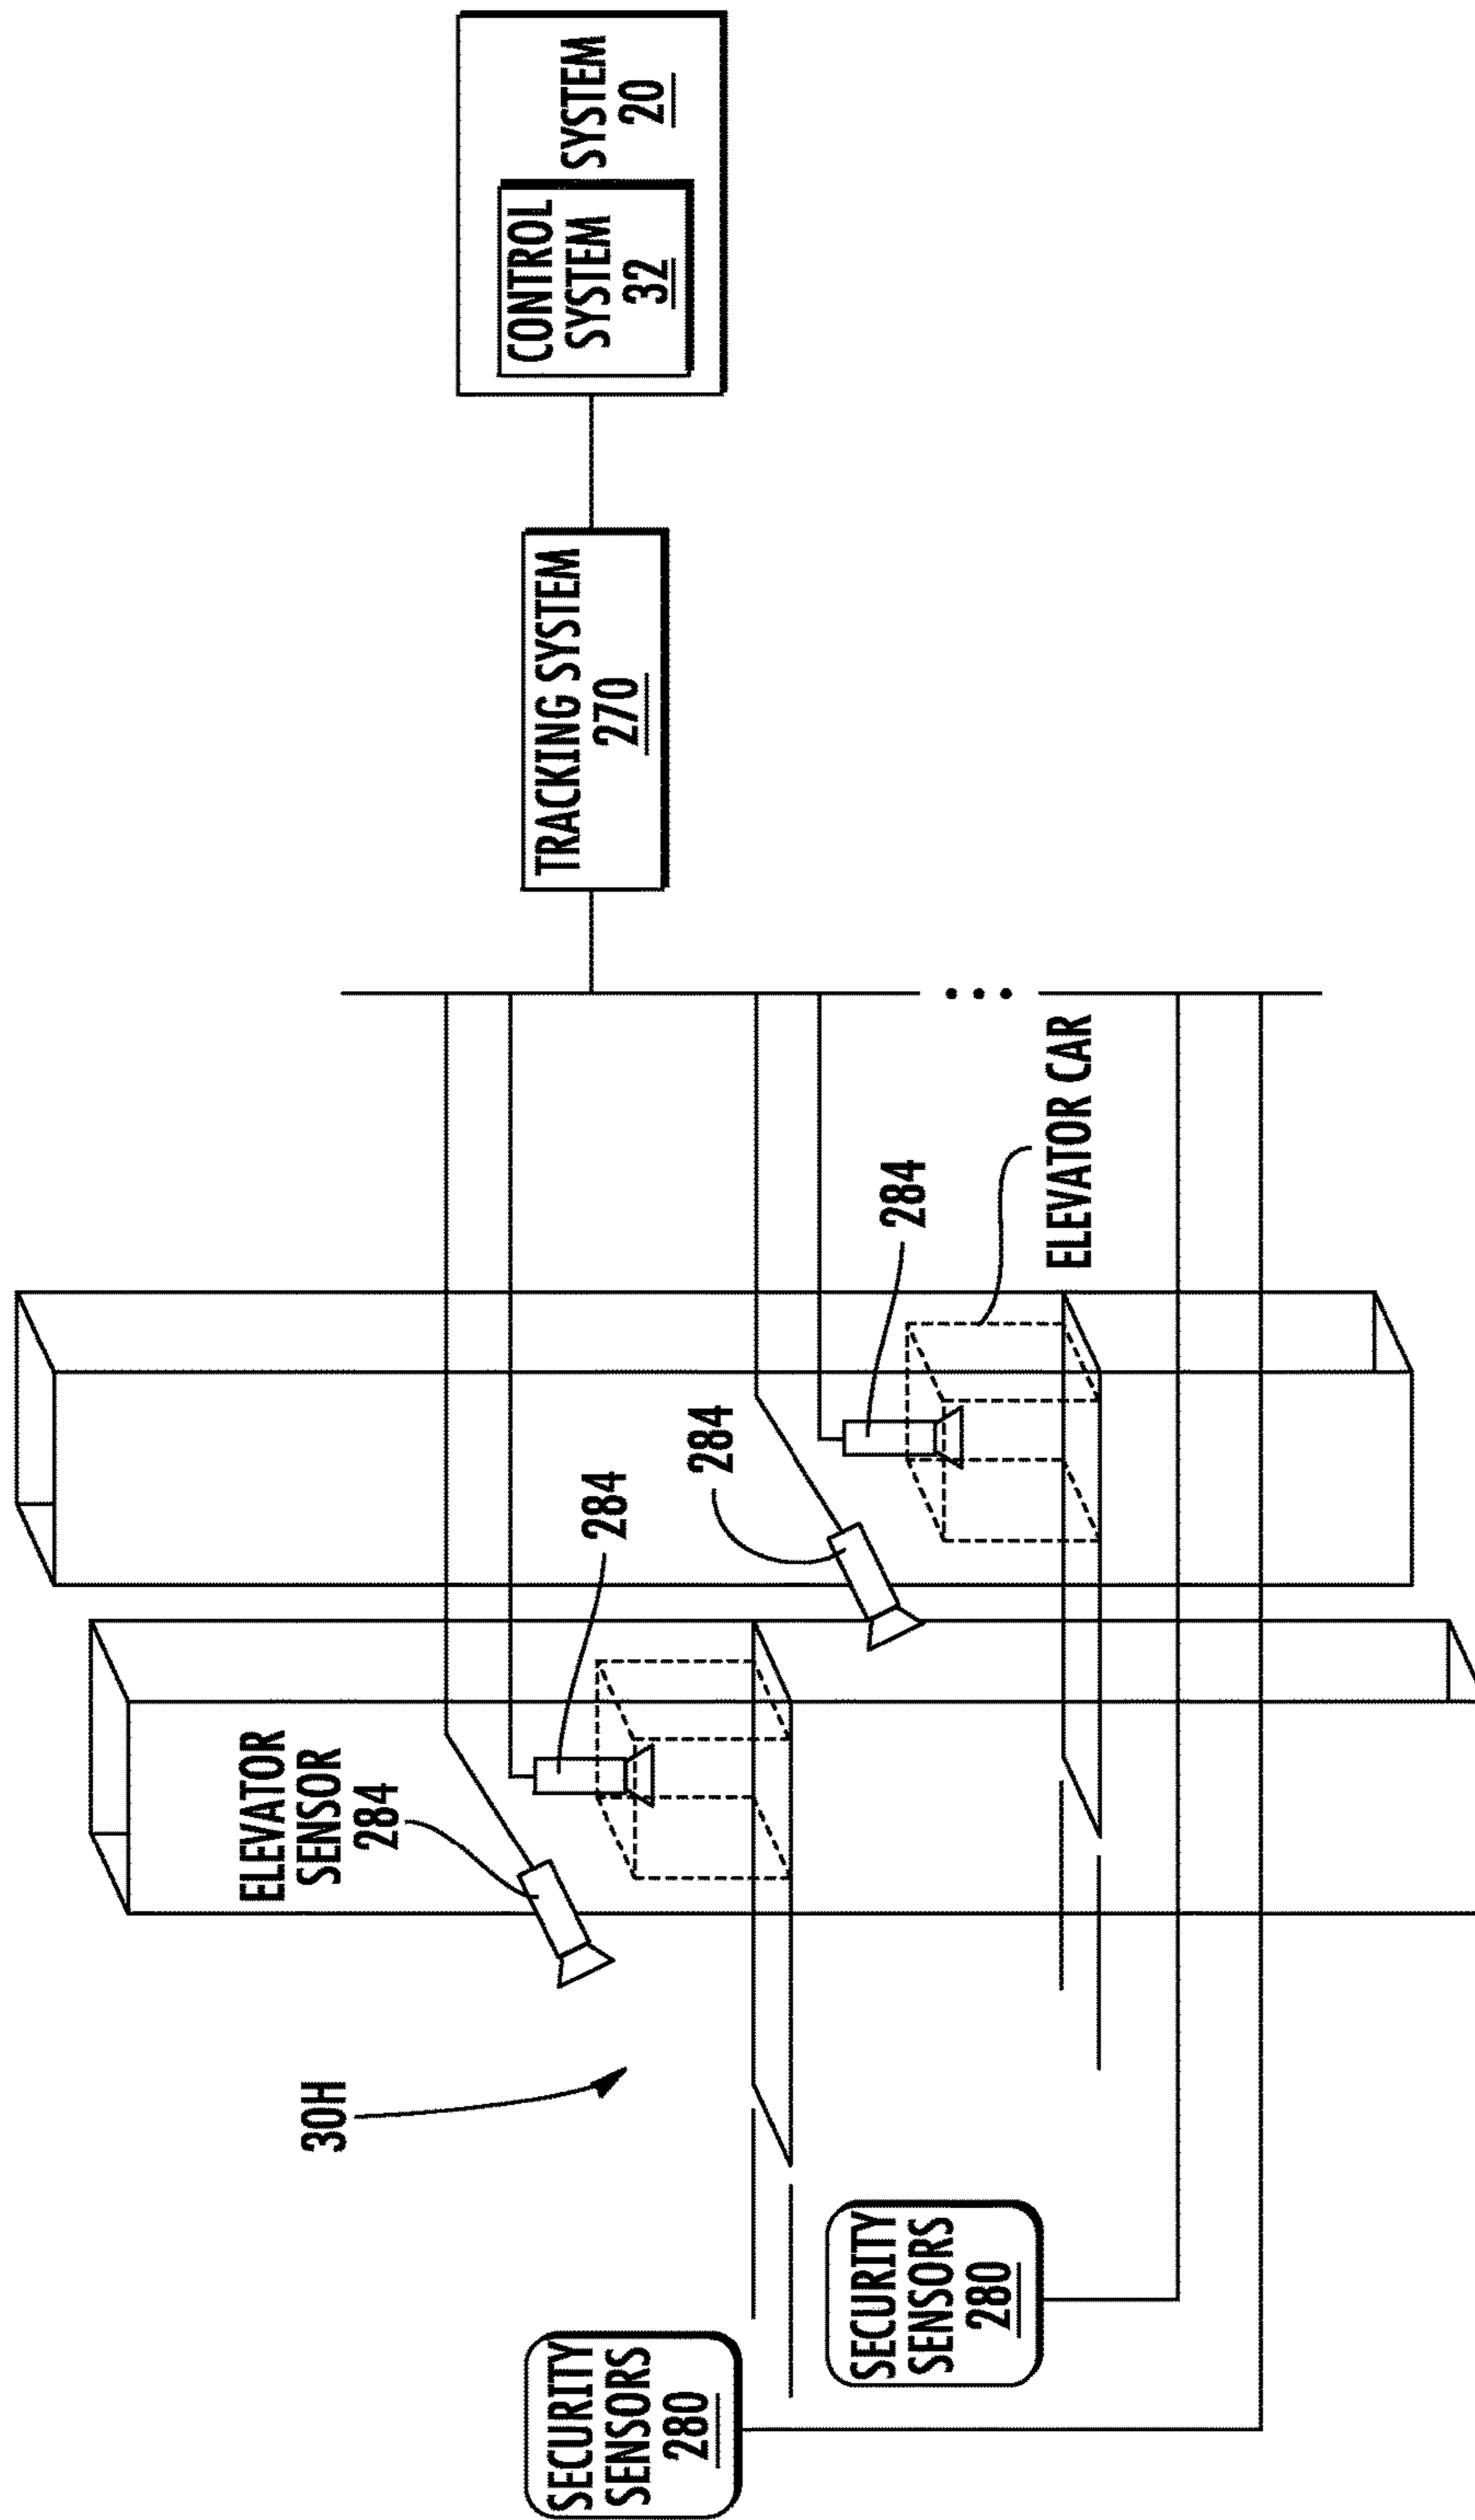 CONTROL
SYSTEM
32
SYSTEM
20
TRACKING SYSTEM
270
ELEVATOR
SENSOR
284
284
284
284
ELEVATOR CAR
30H
SECURITY
SENSORS
280
SECURITY
SENSORS
280